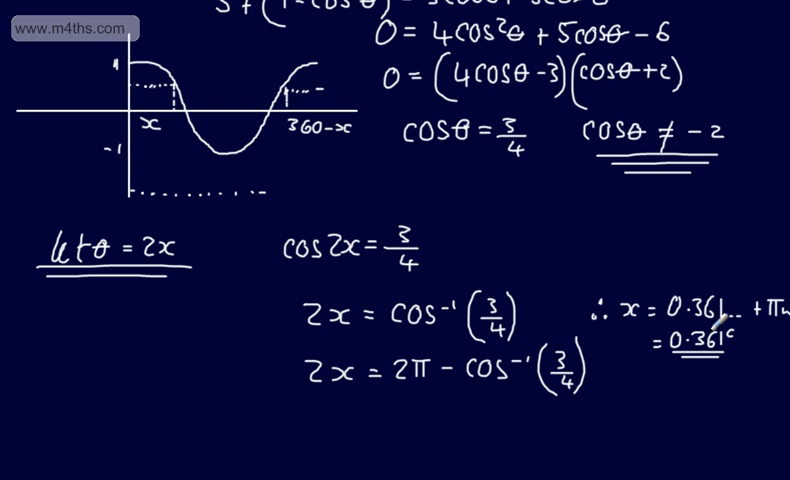 www.m4ths.com
0 = 4cos²θ + 5cosθ - 6
0 = (4cosθ - 3)(cosθ + 2)
cosθ = 3/4 cosθ ≠ -2
1
x 360-x
-1
let θ = 2x cos2x = 3/4
2x = cos⁻¹(3/4) ∴ x = 0.361... + πn
= 0.361ᶜ
2x = 2π - cos⁻¹(3/4)